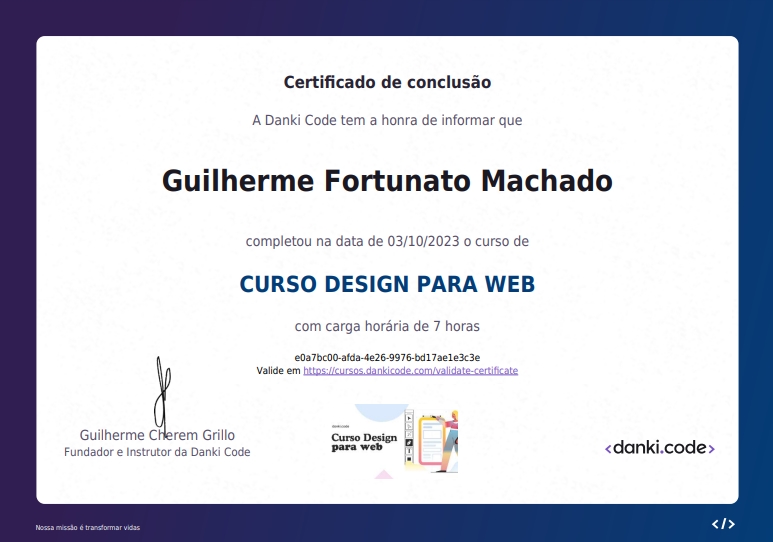 Certificado de conclusão
A Danki Code tem a honra de informar que
Guilherme Fortunato Machado
completou na data de 03/10/2023 o curso de
CURSO DESIGN PARA WEB
com carga horária de 7 horas
e0a7bc00-afda-4e26-9976-bd17ae1e3c3e
Valide em https://cursos.dankicode.com/validate-certificate
Guilherme Cherem Grillo
Fundador e Instrutor da Danki Code
Curso Design
para web
<danki.code>
Nossa missão é transformar vidas
</>